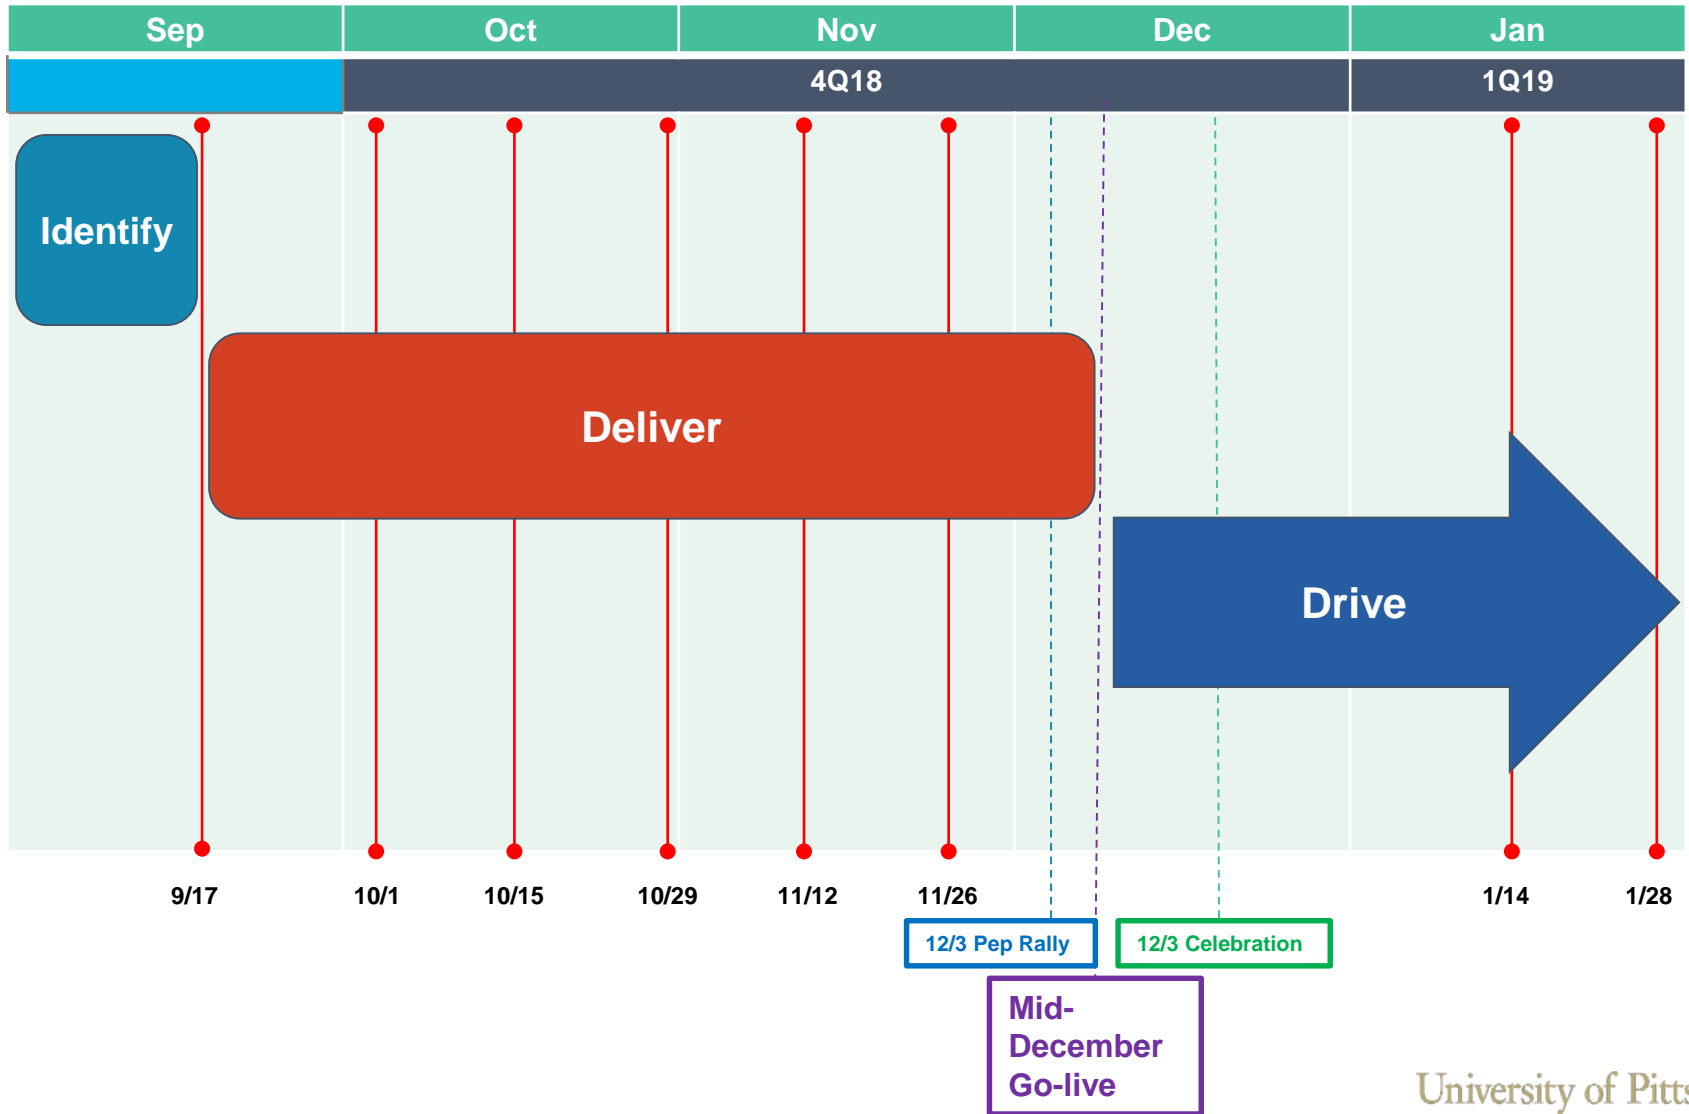 Sep Oct Nov Dec Jan
4Q18 1Q19
Identify
Deliver
Drive
9/17 10/1 10/15 10/29 11/12 11/26 1/14 1/28
12/3 Pep Rally 12/3 Celebration
Mid-
December
Go-live
University of Pitts